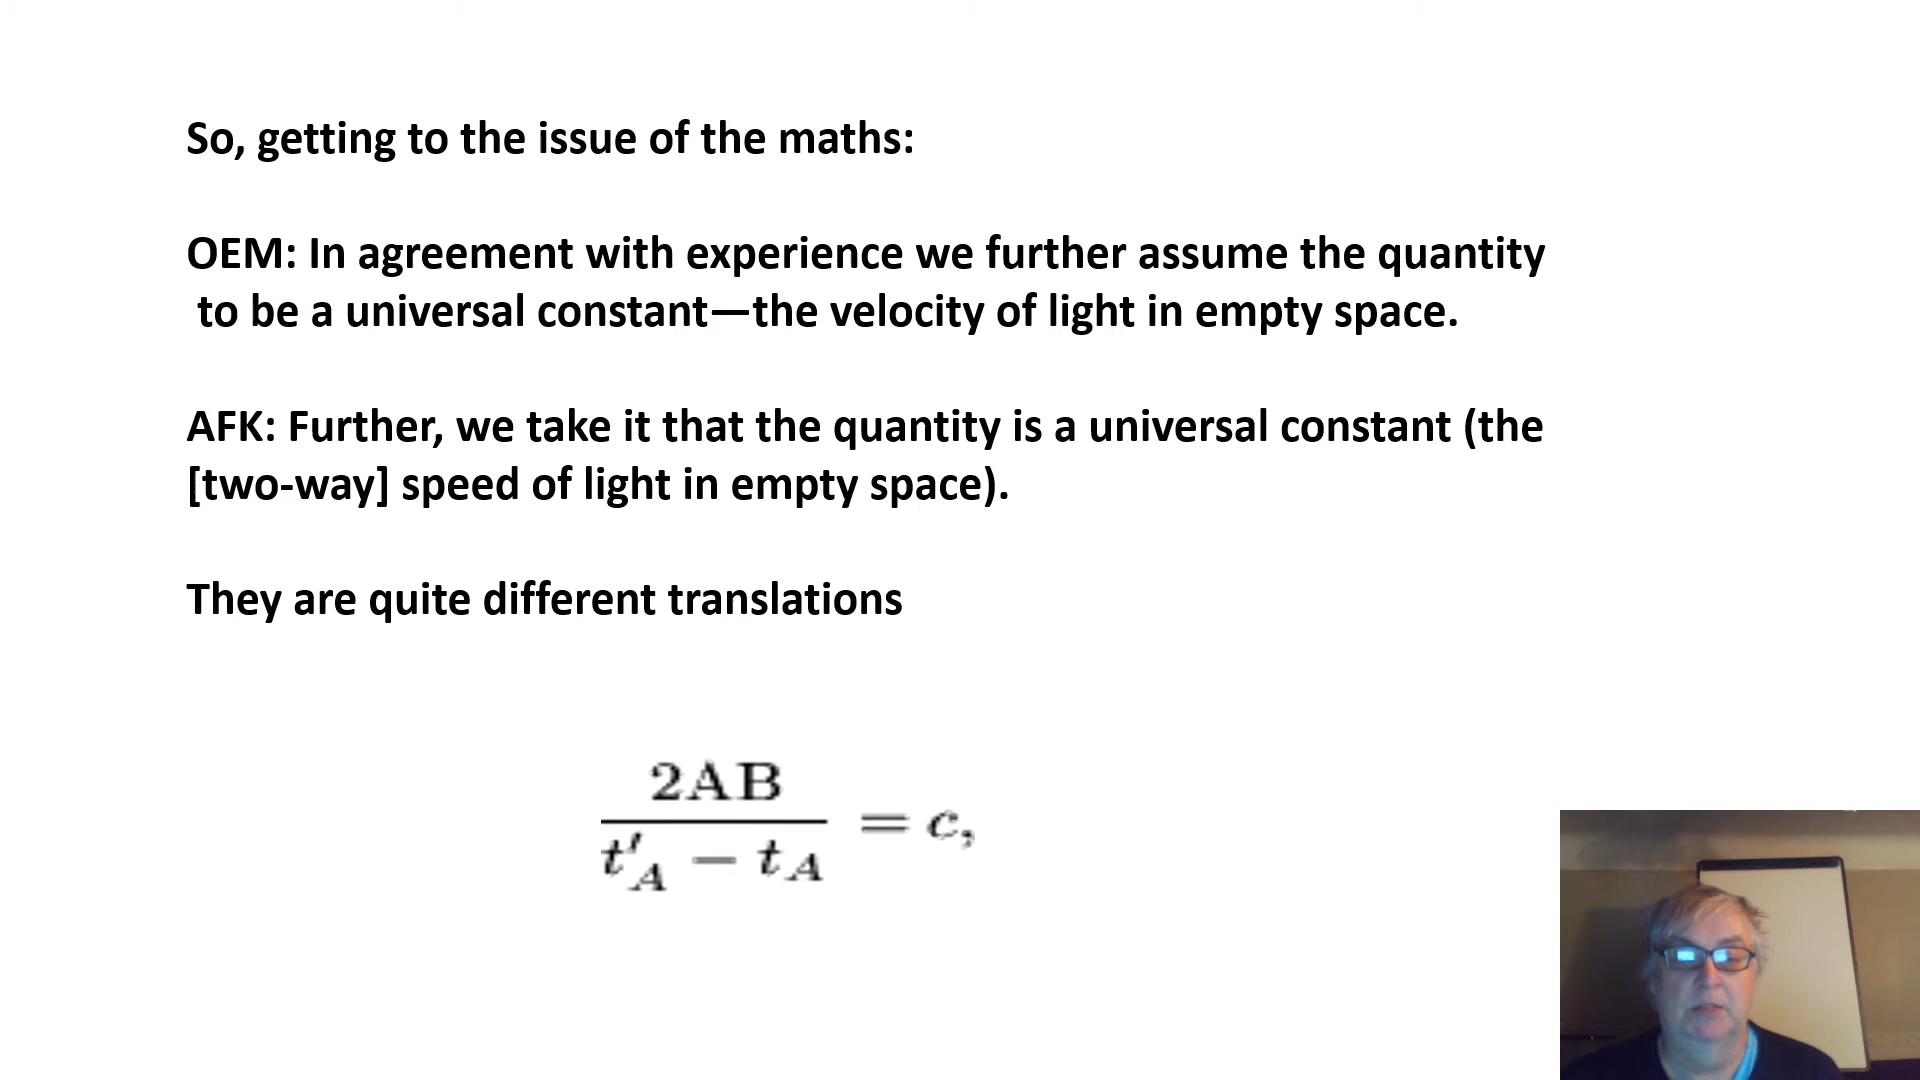 So, getting to the issue of the maths:
OEM: In agreement with experience we further assume the quantity
to be a universal constant—the velocity of light in empty space.
AFK: Further, we take it that the quantity is a universal constant (the
[two-way] speed of light in empty space).
They are quite different translations
2AB
t′A − tA = c,